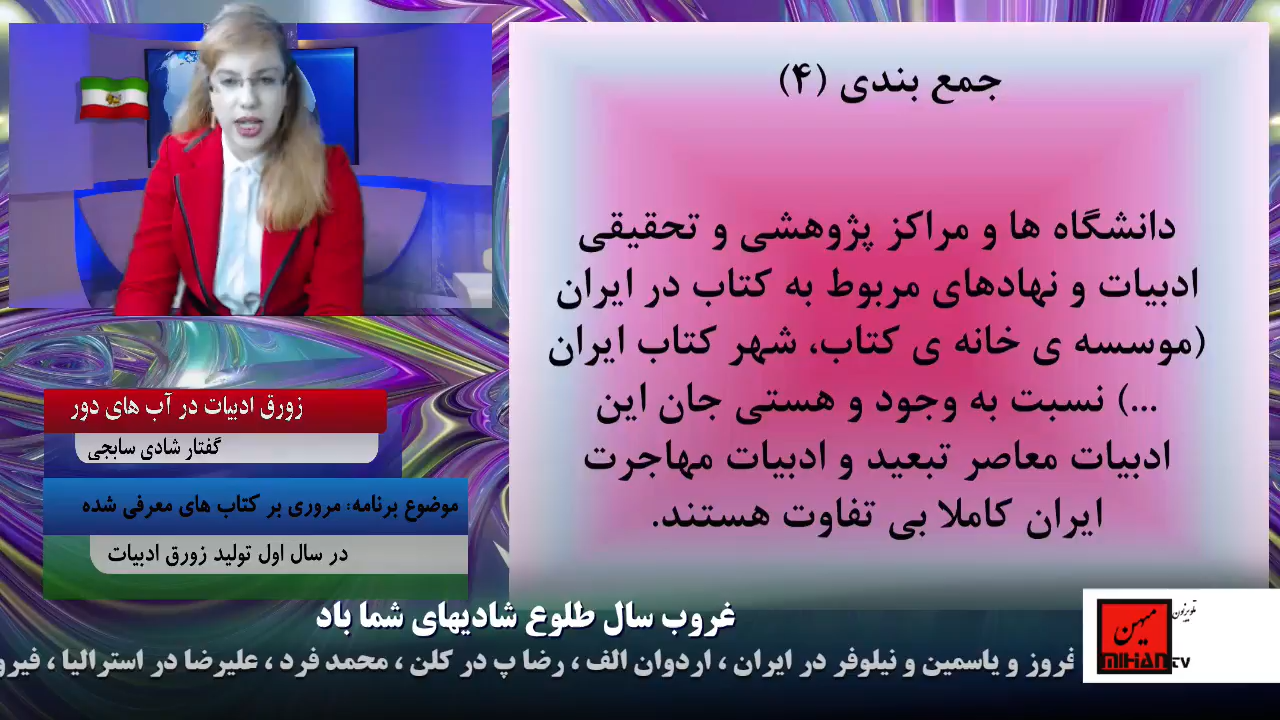 جمع بندی (۴)
دانشگاه ها و مراکز پژوهشی و تحقیقی
ادبیات و نهادهای مربوط به کتاب در ایران
(موسسه ی خانه ی کتاب، شهر کتاب ایران
...) نسبت به وجود و هستی جان این
ادبیات معاصر تبعید و ادبیات مهاجرت
ایران کاملا بی تفاوت هستند.
زورق ادبیات در آب های دور
گفتار شادی سابجی
موضوع برنامه: مروری بر کتاب های معرفی شده
در سال اول تولید زورق ادبیات
غروب سال طلوع شادیهای شما باد
فروز و یاسمین و نیلوفر در ایران ، اردوان الف ، رضا پ در کلن ، محمد فرد ، علیرضا در استرالیا ، فیرو
تلویزیون
میهن
MIHAN TV